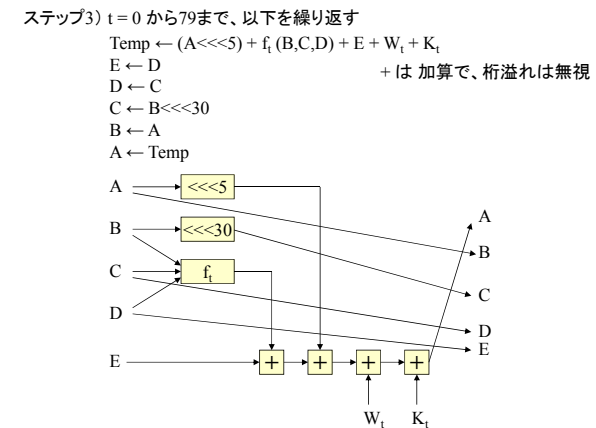 ステップ3) t = 0 から79まで、以下を繰り返す
Temp ← (A<<<5) + ft (B,C,D) + E + Wt + Kt
E ← D
+ は 加算で、桁溢れは無視
D ← C
C ← B<<<30
B ← A
A ← Temp
A
<<<5
B
<<<30
C
ft
D
E
+
+
+
+
Wt
Kt
A
B
C
D
E